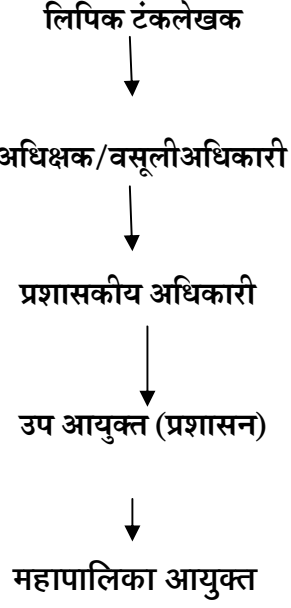 लिपिक टंकलेखक
अधिक्षक/वसूलीअधिकारी
प्रशासकीय अधिकारी
उप आयुक्त (प्रशासन)
महापालिका आयुक्त